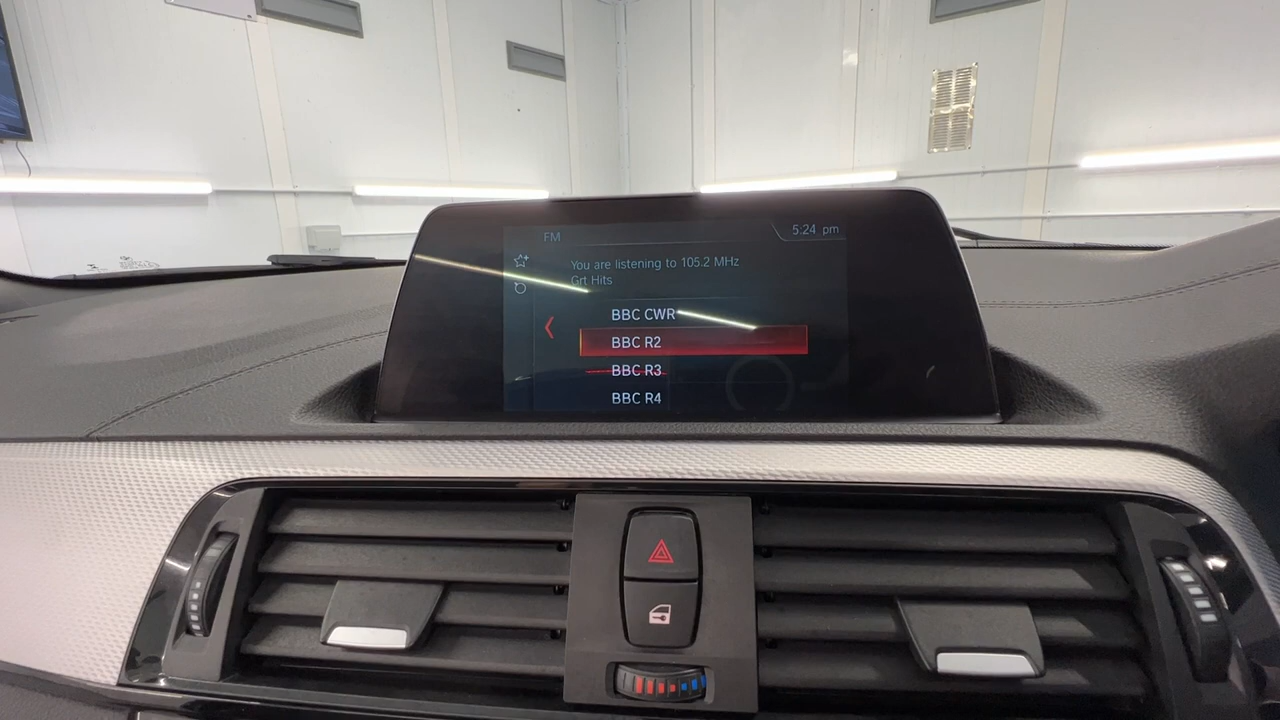 FM
5:24 pm
You are listening to 105.2 MHz
Grt Hits
BBC CWR
BBC R2
BBC R3
BBC R4